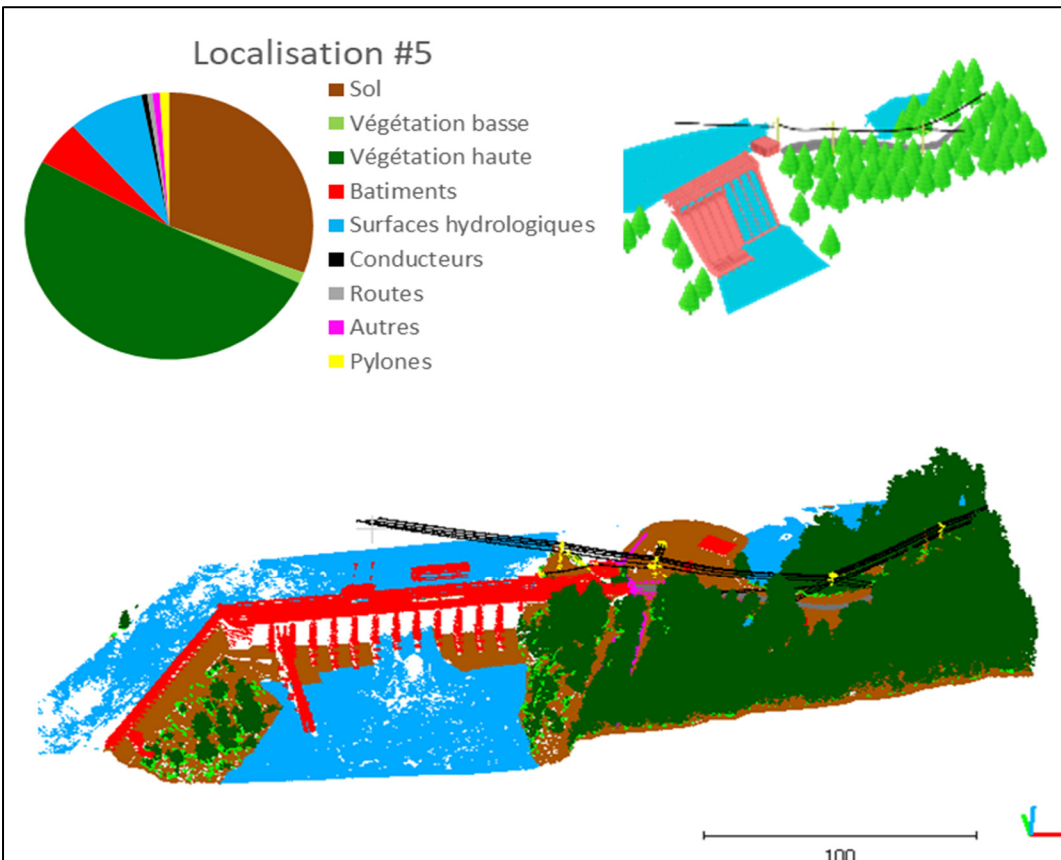 Localisation #5
Sol
Végétation basse
Végétation haute
Batiments
Surfaces hydrologiques
Conducteurs
Routes
Autres
Pylones
100